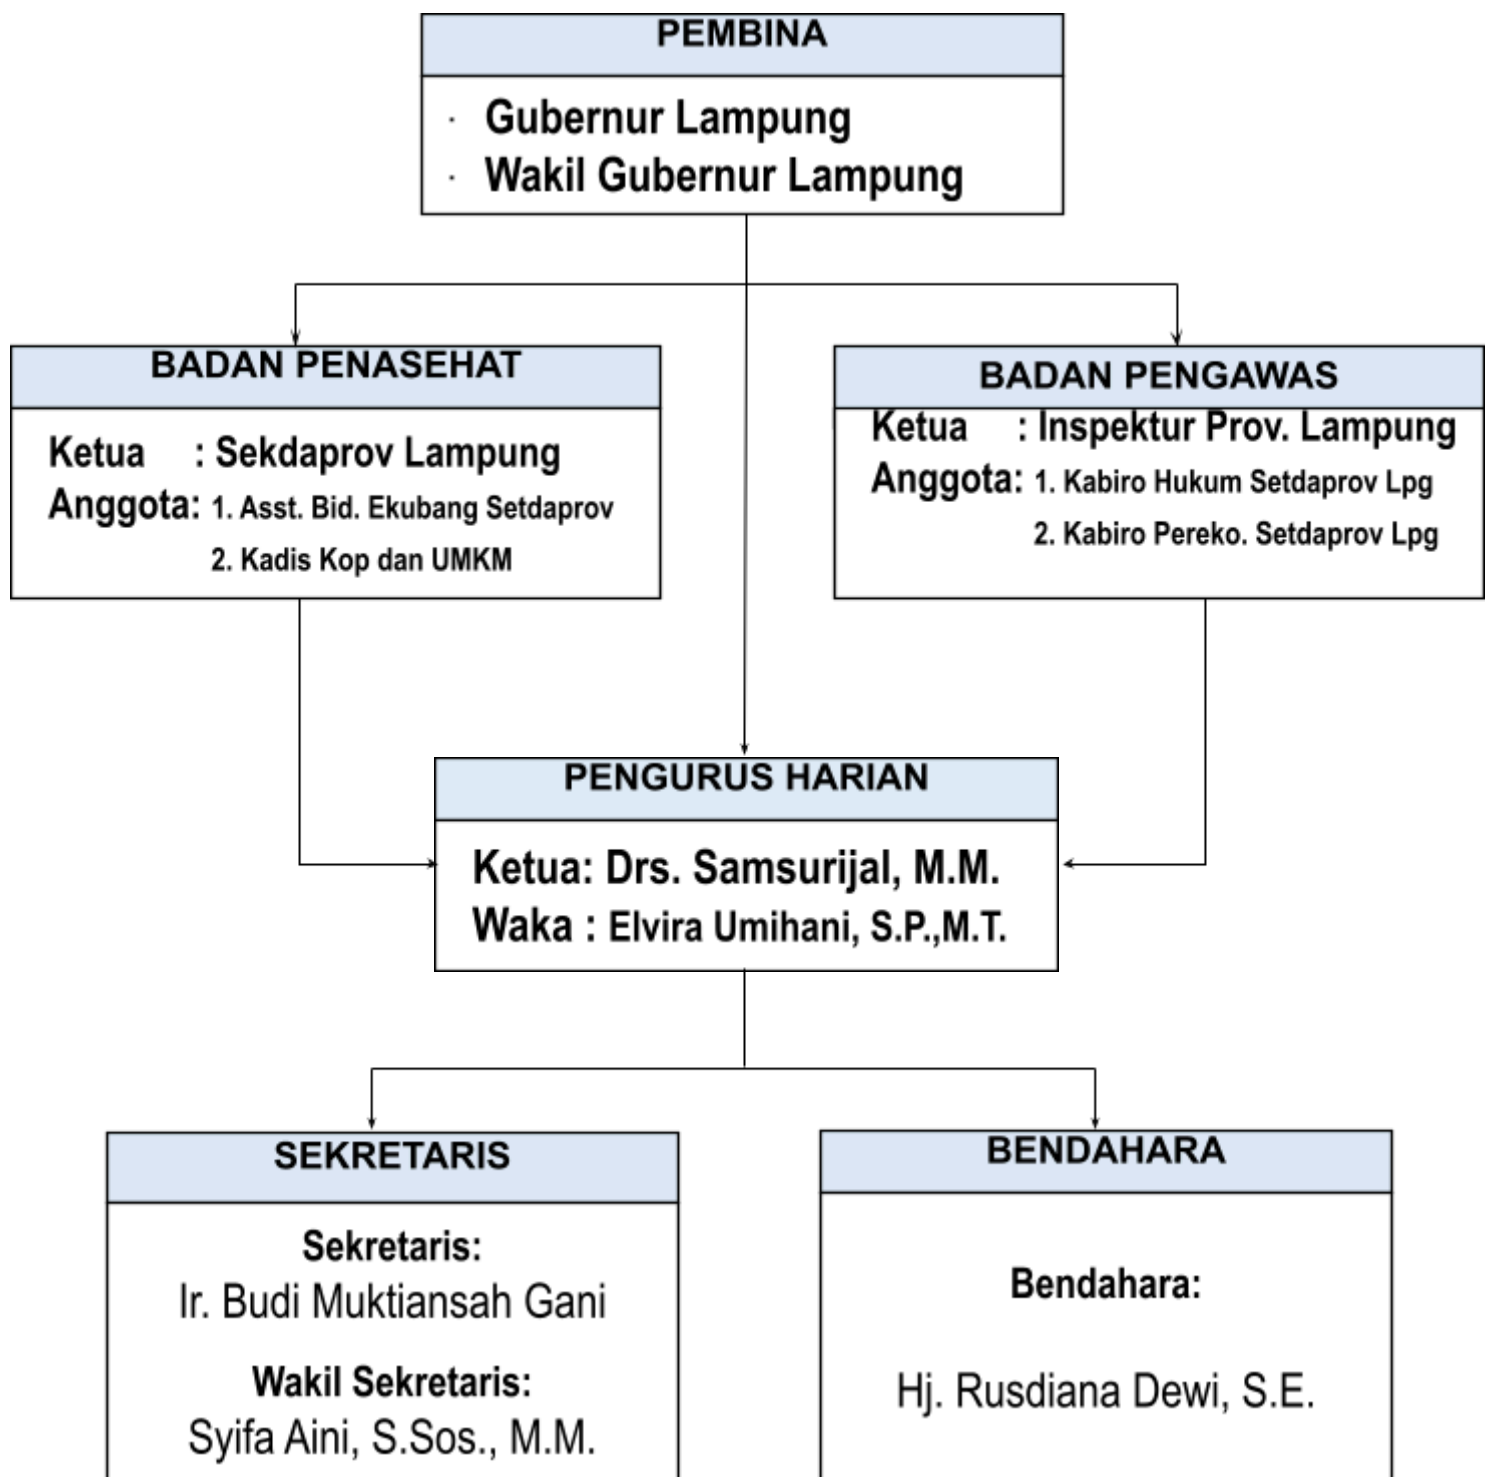 PEMBINA
· Gubernur Lampung
· Wakil Gubernur Lampung
BADAN PENASEHAT
Ketua : Sekdaprov Lampung
Anggota: 1. Asst. Bid. Ekubang Setdaprov
2. Kadis Kop dan UMKM
BADAN PENGAWAS
Ketua : Inspektur Prov. Lampung
Anggota: 1. Kabiro Hukum Setdaprov Lpg
2. Kabiro Pereko. Setdaprov Lpg
PENGURUS HARIAN
Ketua: Drs. Samsurijal, M.M.
Waka : Elvira Umihani, S.P.,M.T.
SEKRETARIS
Sekretaris:
Ir. Budi Muktiansah Gani
Wakil Sekretaris:
Syifa Aini, S.Sos., M.M.
BENDAHARA
Bendahara:
Hj. Rusdiana Dewi, S.E.